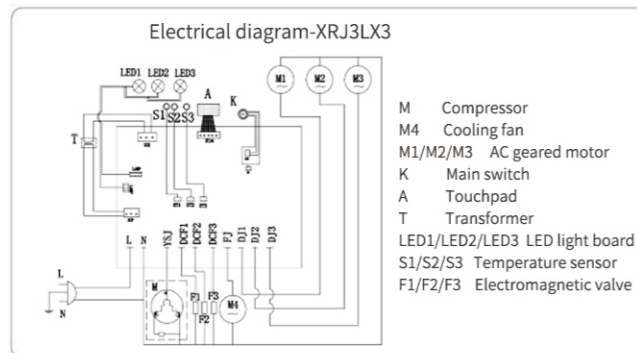 Electrical diagram-XRJ3LX3
LED1 LED2 LED3
M1 M2 M3
A
K
S1 S2 S3
T
M Compressor
M4 Cooling fan
M1/M2/M3 AC geared motor
K Main switch
A Touchpad
T Transformer
LED1/LED2/LED3 LED light board
S1/S2/S3 Temperature sensor
F1/F2/F3 Electromagnetic valve
L N YSJ DCF1 DCF2 DCF3 FJ DJ1 DJ2 DJ3
L
N
M
F1 F2 F3
M4